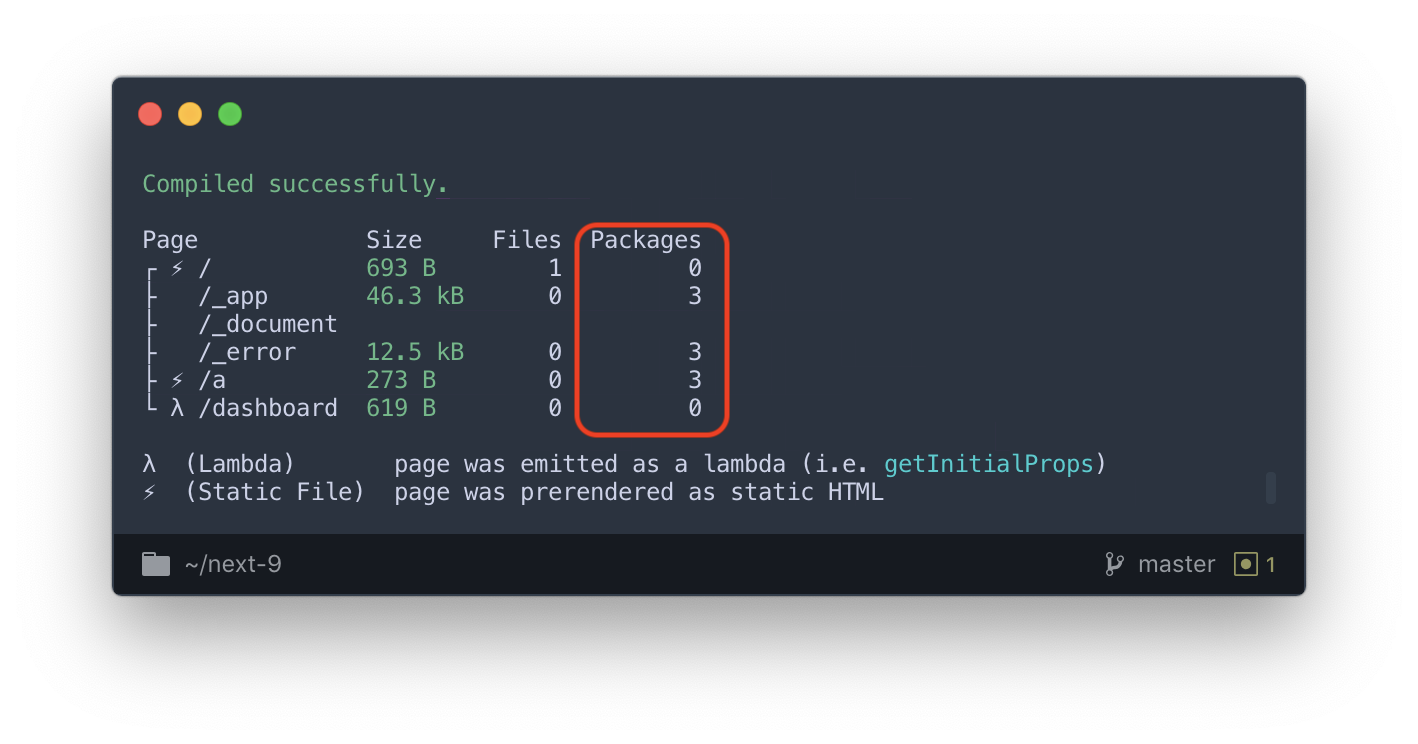 Compiled successfully.
Page Size Files Packages
┌ ⚡ / 693 B 1 0
├ /_app 46.3 kB 0 3
├ /_document
├ /_error 12.5 kB 0 3
├ ⚡ /a 273 B 0 3
└ λ /dashboard 619 B 0 0
λ (Lambda) page was emitted as a lambda (i.e. getInitialProps)
⚡ (Static File) page was prerendered as static HTML
~/next-9 master 1